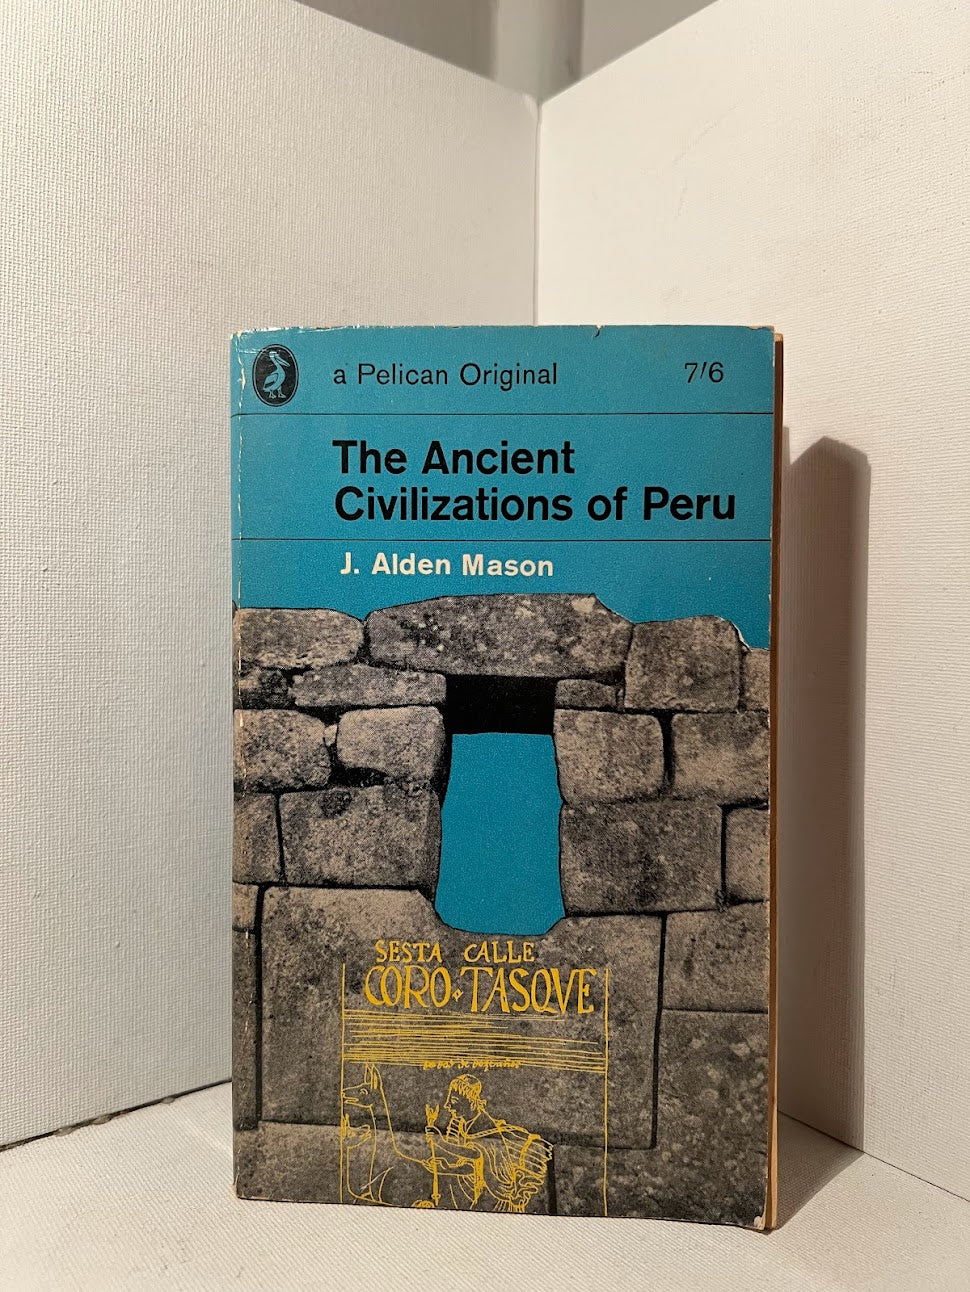 a Pelican Original 7'6
The Ancient
Civilizations of Peru
J. Alden Mason
SESTA CALLE
CORO·TASQVE